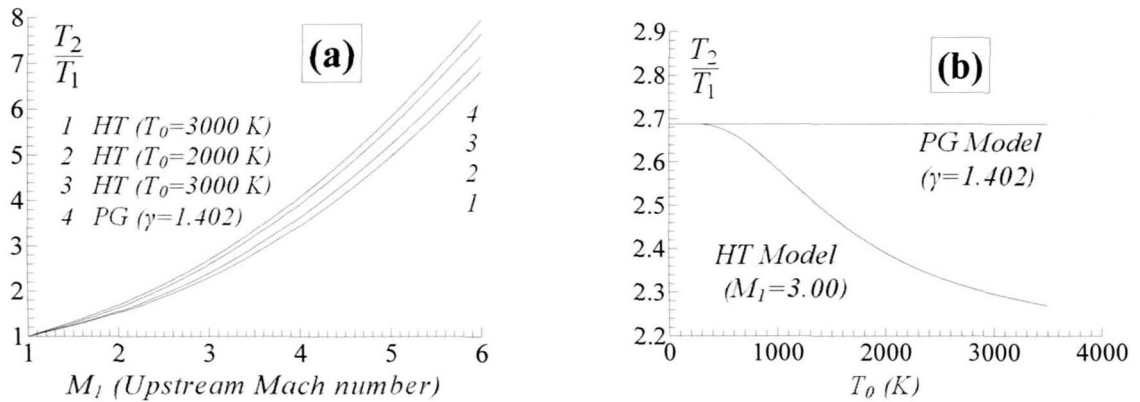 8
7
6
5
4
3
2
1
T2
T1
(a)
1 HT (T0=3000 K)
2 HT (T0=2000 K)
3 HT (T0=3000 K)
4 PG (γ=1.402)
4
3
2
1
1 2 3 4 5 6
M1 (Upstream Mach number)
2.9
2.8
2.7
2.6
2.5
2.4
2.3
2.2
T2
T1
(b)
PG Model
(γ=1.402)
HT Model
(M1=3.00)
0 1000 2000 3000 4000
T0 (K)